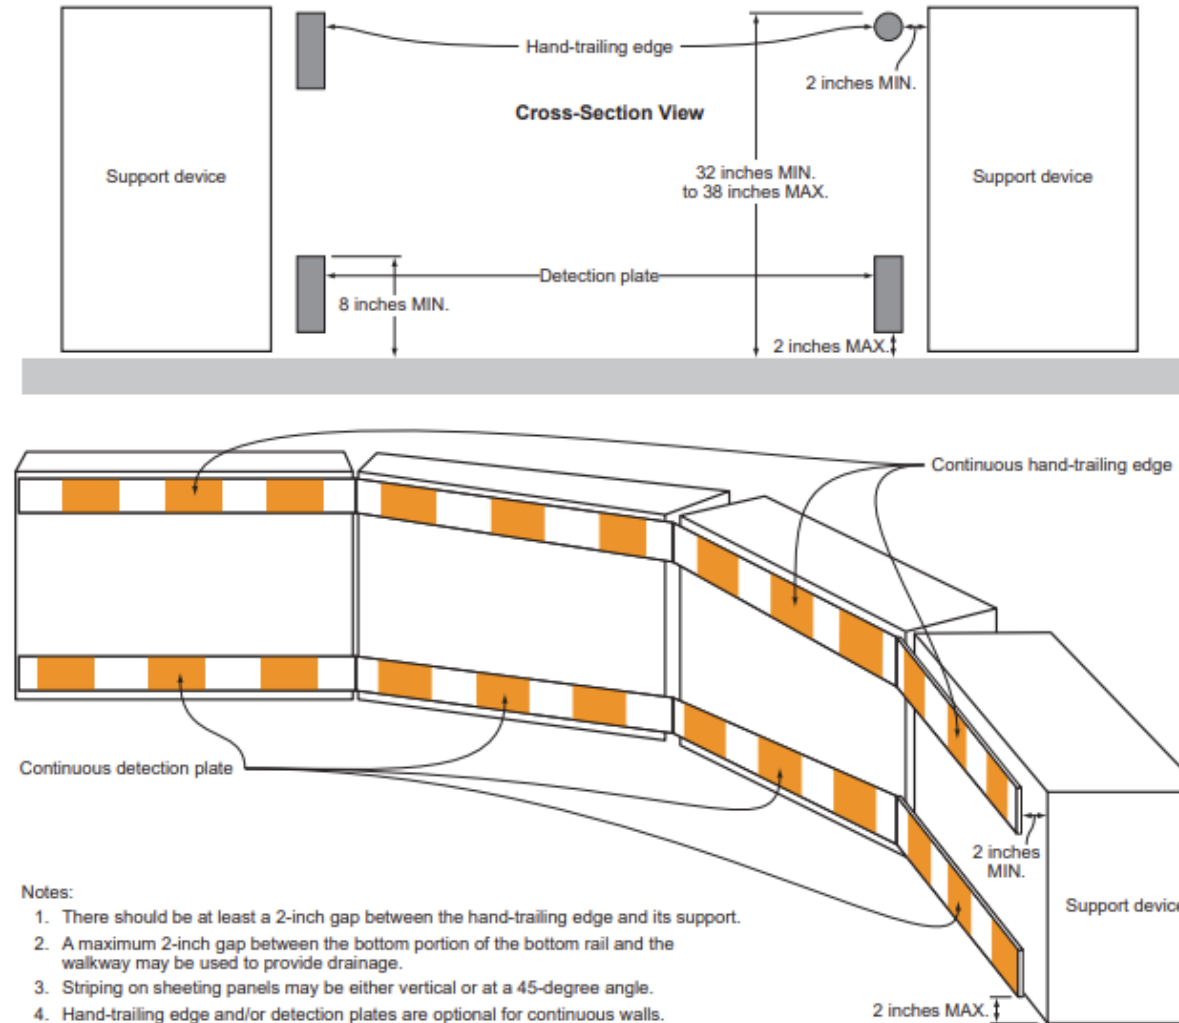 Hand-trailing edge
2 inches MIN.
Cross-Section View
Support device
32 inches MIN.
to 38 inches MAX.
Support device
Detection plate
8 inches MIN.
2 inches MAX.
Continuous hand-trailing edge
Continuous detection plate
2 inches
MIN.
Support device
2 inches MAX.
Notes:
1. There should be at least a 2-inch gap between the hand-trailing edge and its support.
2. A maximum 2-inch gap between the bottom portion of the bottom rail and the
walkway may be used to provide drainage.
3. Striping on sheeting panels may be either vertical or at a 45-degree angle.
4. Hand-trailing edge and/or detection plates are optional for continuous walls.